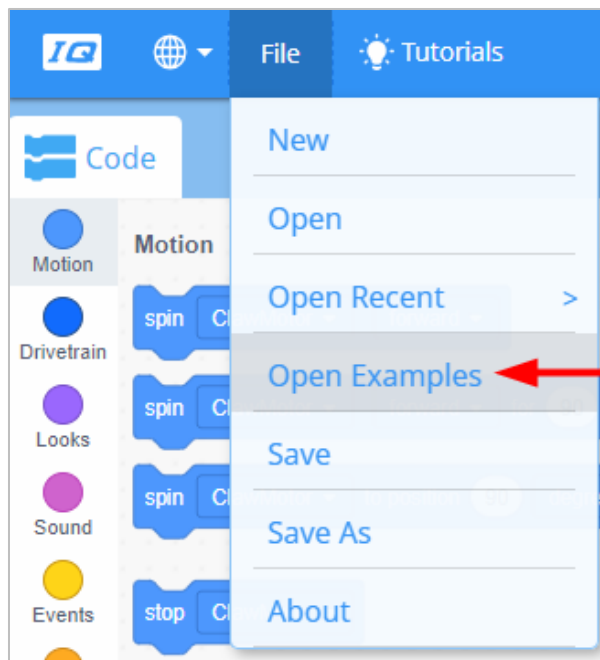 IQ File Tutorials
New
Code
Open
Motion
Motion
Open Recent >
spin
Drivetrain
Open Examples
spin
Looks
Save
spin
Sound
Save As
Events
stop
About